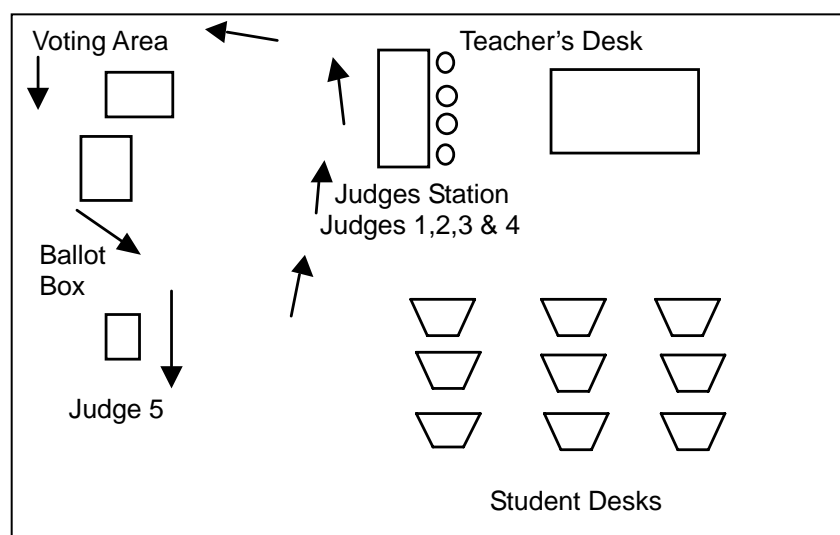 Voting Area
Teacher's Desk
Judges Station
Judges 1,2,3 & 4
Ballot
Box
Judge 5
Student Desks